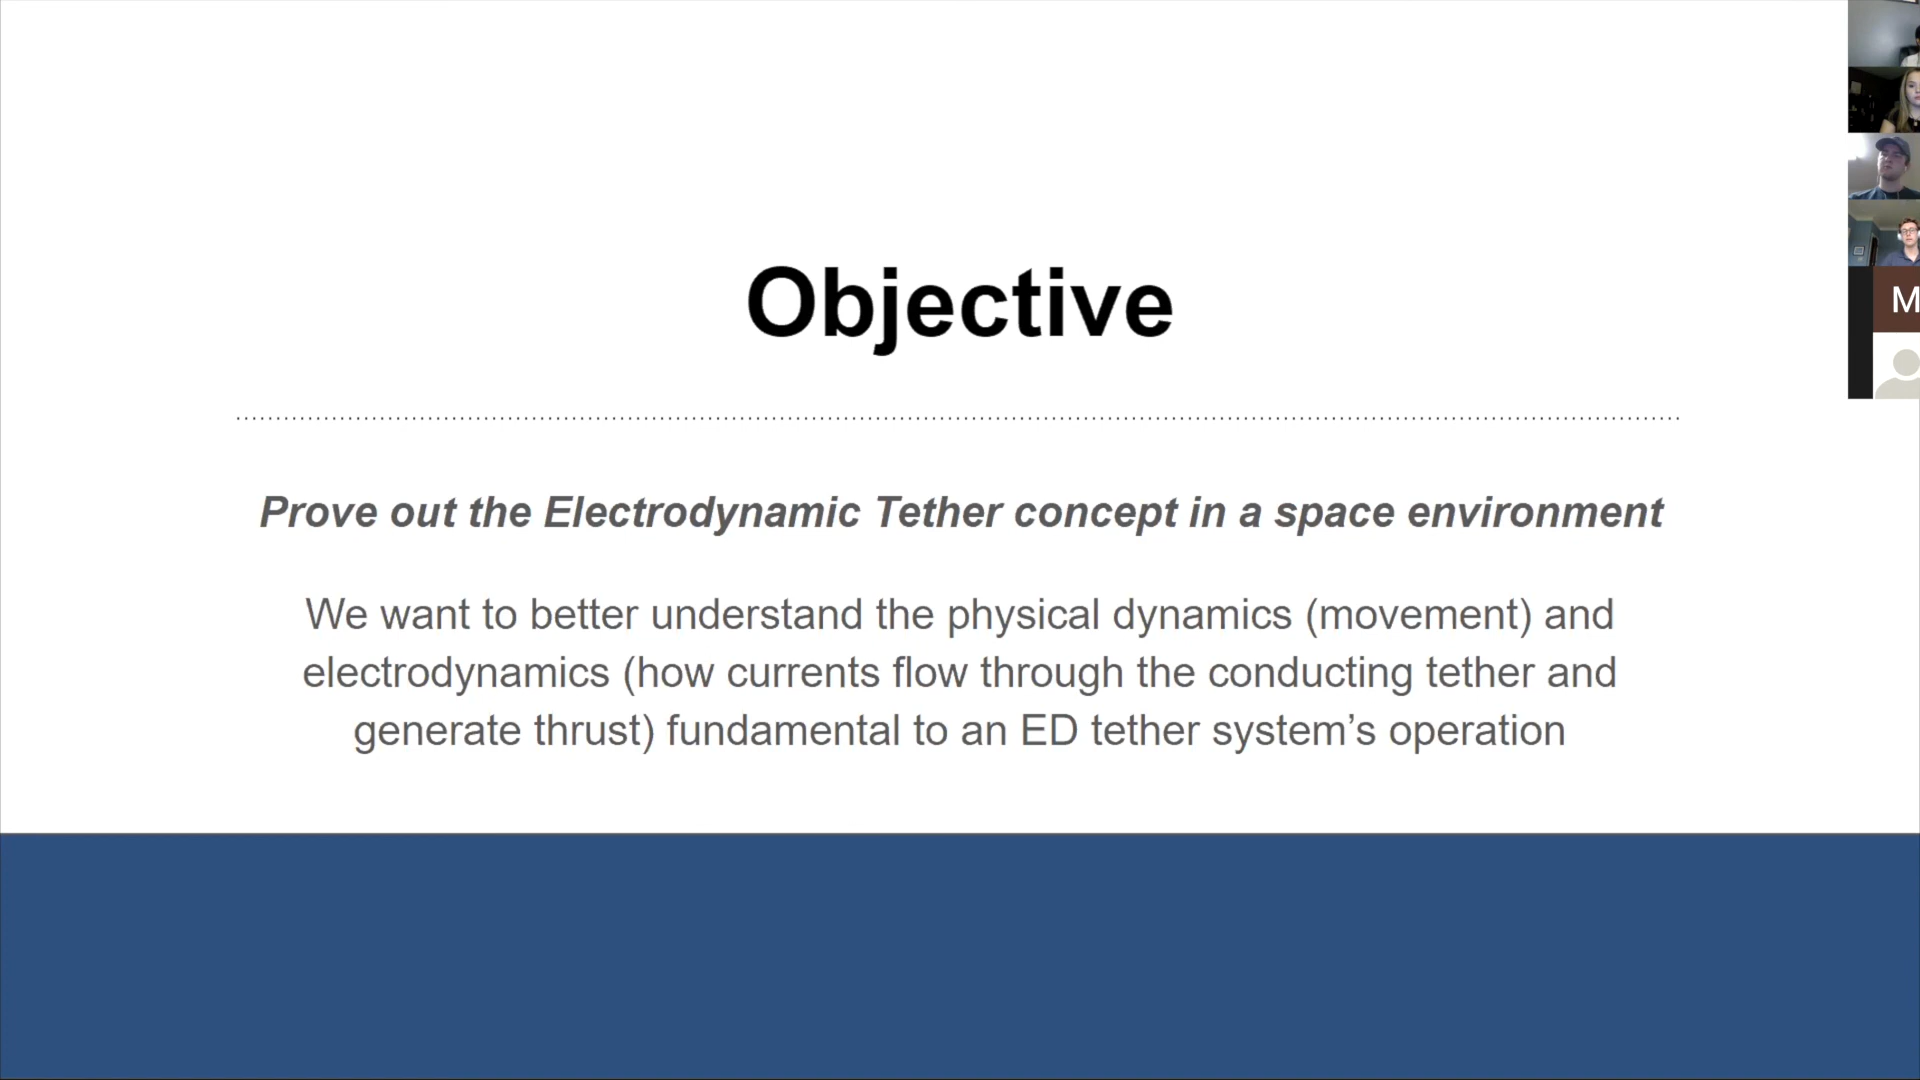 Objective
Prove out the Electrodynamic Tether concept in a space environment
We want to better understand the physical dynamics (movement) and
electrodynamics (how currents flow through the conducting tether and
generate thrust) fundamental to an ED tether system’s operation
M